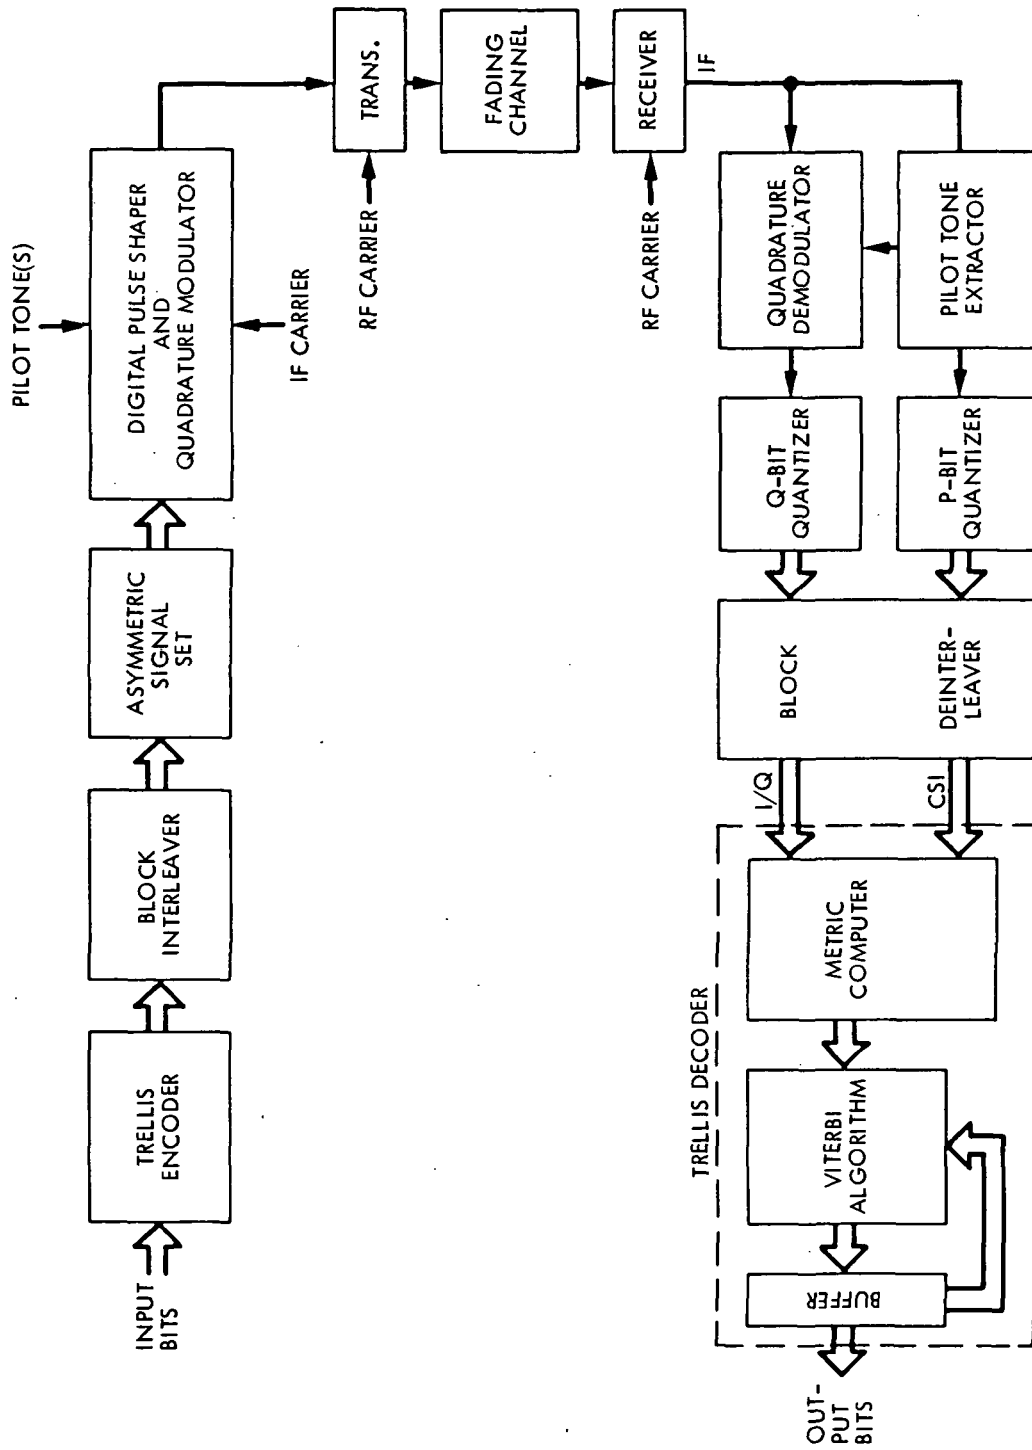 INPUT
BITS
TRELLIS
ENCODER
BLOCK
INTERLEAVER
ASYMMETRIC
SIGNAL
SET
PILOT TONE(S)
DIGITAL PULSE SHAPER
AND
QUADRATURE MODULATOR
IF CARRIER
TRANS.
RF CARRIER
FADING
CHANNEL
RECEIVER
RF CARRIER
IF
QUADRATURE
DEMODULATOR
PILOT TONE
EXTRACTOR
Q-BIT
QUANTIZER
P-BIT
QUANTIZER
BLOCK
DEINTER-
LEAVER
I/Q
CSI
TRELLIS DECODER
METRIC
COMPUTER
VITERBI
ALGORITHM
BUFFER
OUT-
PUT
BITS